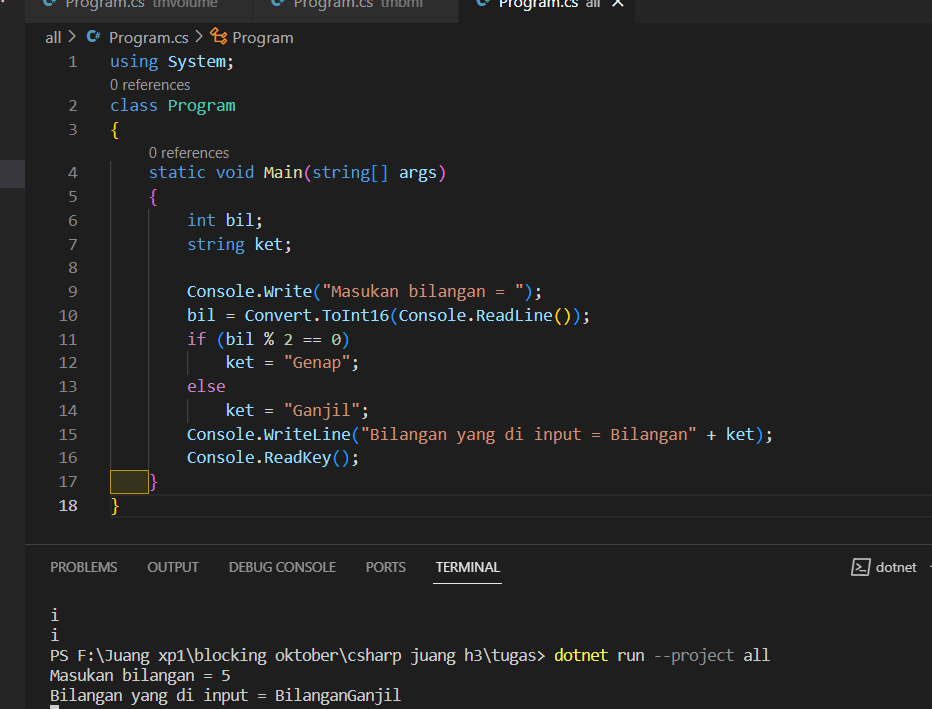 Program.cs tmvolume Program.cs tmbmi Program.cs all
all > Program.cs > Program
1 using System;
0 references
2 class Program
3 {
0 references
4 static void Main(string[] args)
5 {
6 int bil;
7 string ket;
8
9 Console.Write("Masukan bilangan = ");
10 bil = Convert.ToInt16(Console.ReadLine());
11 if (bil % 2 == 0)
12 ket = "Genap";
13 else
14 ket = "Ganjil";
15 Console.WriteLine("Bilangan yang di input = Bilangan" + ket);
16 Console.ReadKey();
17 }
18 }
PROBLEMS OUTPUT DEBUG CONSOLE PORTS TERMINAL dotnet
i
i
PS F:\Juang xp1\blocking oktober\csharp juang h3\tugas> dotnet run --project all
Masukan bilangan = 5
Bilangan yang di input = BilanganGanjil